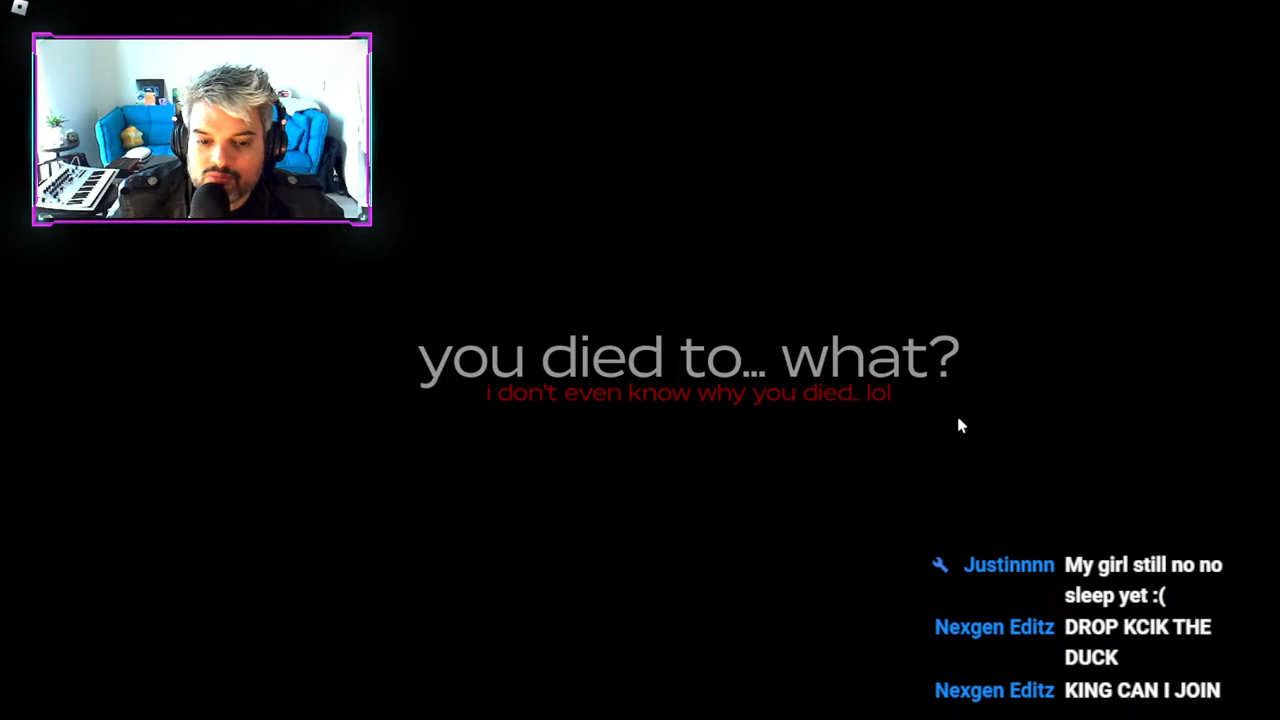 you died to... what?
i don't even know why you died.. lol
Justinnnn My girl still no no
sleep yet :(
Nexgen Editz DROP KCIK THE
DUCK
Nexgen Editz KING CAN I JOIN